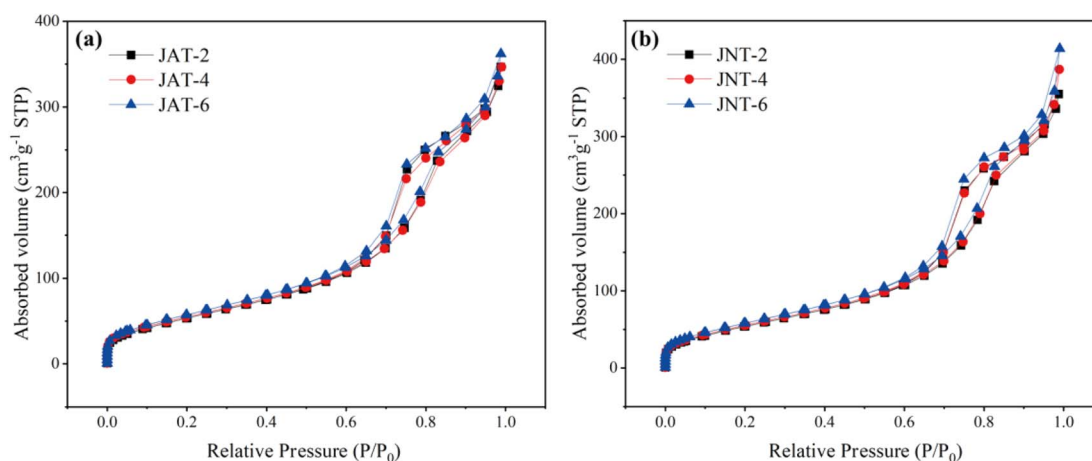 (a)
JAT-2
JAT-4
JAT-6
400
300
200
100
0
Absorbed volume (cm³g⁻¹ STP)
0.0 0.2 0.4 0.6 0.8 1.0
Relative Pressure (P/P₀)
(b)
JNT-2
JNT-4
JNT-6
400
300
200
100
0
Absorbed volume (cm³g⁻¹ STP)
0.0 0.2 0.4 0.6 0.8 1.0
Relative Pressure (P/P₀)